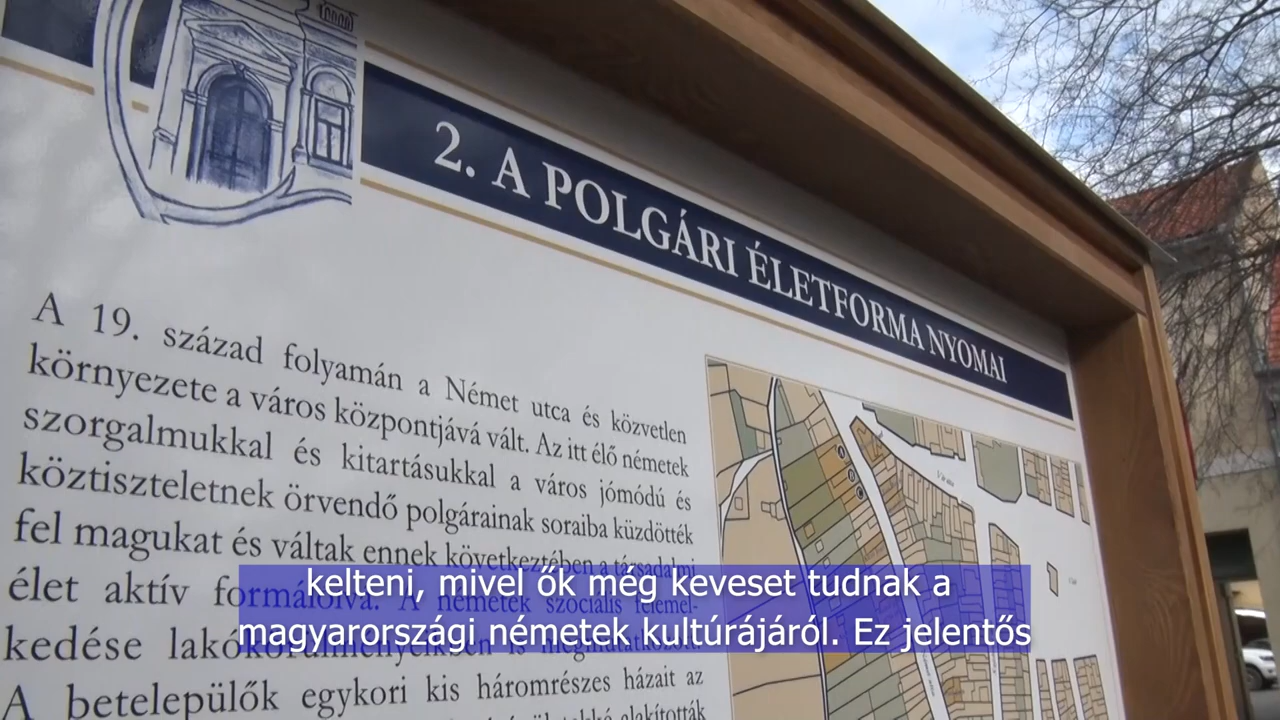 2. A POLGÁRI ÉLETFORMA NYOMAI
A 19. század folyamán a Német utca és közvetlen
környezete a város központjává vált. Az itt élő németek
szorgalmukkal és kitartásukkal a város jómódú és
köztiszteletnek örvendő polgárainak soraiba küzdötték
fel magukat és váltak ennek következtében a társadalmi
élet aktív formálóivá. A németek szociális felemel-
kedése lakókörülményeikben is megmutatkozott.
A betelepülők egykori kis háromrészes házait az
alakították
kelteni, mivel ők még keveset tudnak a
magyarországi németek kultúrájáról. Ez jelentős